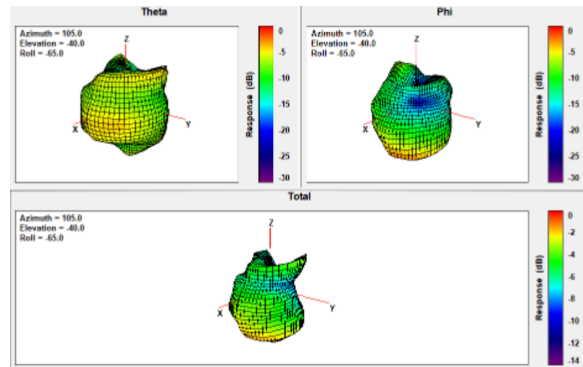 Theta
Azimuth = 105.0
Elevation = -40.0
Roll = -65.0
Z
X
Y
0
-5
-10
-15
-20
-25
-30
Response (dB)
Phi
Azimuth = 105.0
Elevation = -40.0
Roll = -65.0
Z
X
Y
0
-5
-10
-15
-20
-25
-30
Response (dB)
Total
Azimuth = 105.0
Elevation = -40.0
Roll = -65.0
Z
X
Y
0
-2
-4
-6
-8
-10
-12
-14
Response (dB)